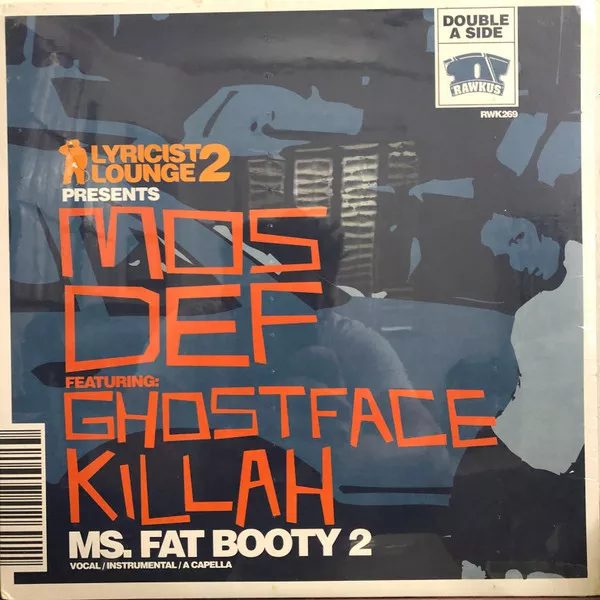 DOUBLE
A SIDE
RAWKUS
RWK269
LYRICIST
LOUNGE 2
PRESENTS
MOS
DEF
FEATURING:
GHOSTFACE
KILLAH
MS. FAT BOOTY 2
VOCAL / INSTRUMENTAL / A CAPELLA